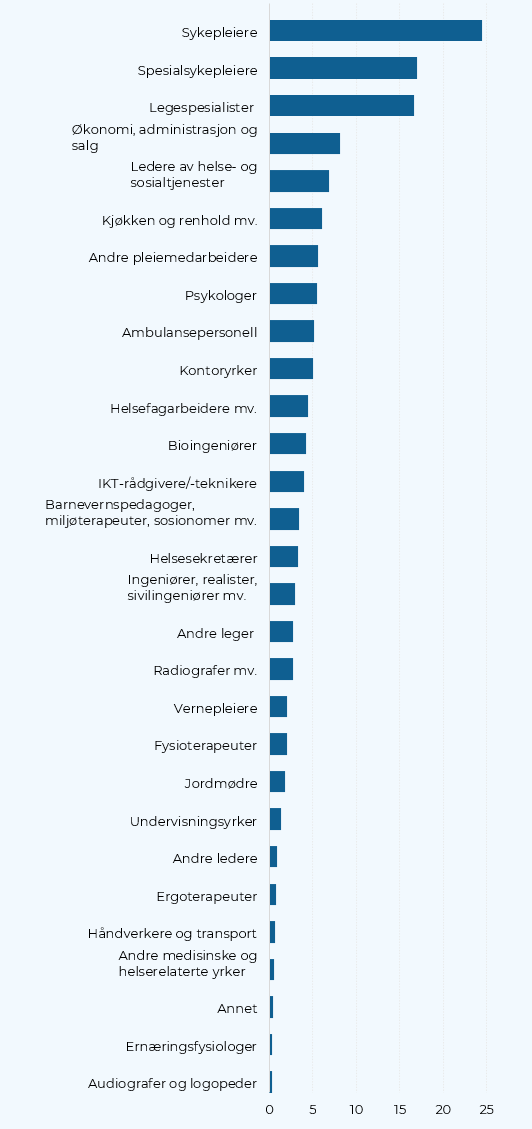 Sykepleiere
Spesialsykepleiere
Legespesialister
Økonomi, administrasjon og
salg
Ledere av helse- og
sosialtjenester
Kjøkken og renhold mv.
Andre pleiemedarbeidere
Psykologer
Ambulansepersonell
Kontoryrker
Helsefagarbeidere mv.
Bioingeniører
IKT-rådgivere/-teknikere
Barnevernspedagoger,
miljøterapeuter, sosionomer mv.
Helsesekretærer
Ingeniører, realister,
sivilingeniører mv.
Andre leger
Radiografer mv.
Vernepleiere
Fysioterapeuter
Jordmødre
Undervisningsyrker
Andre ledere
Ergoterapeuter
Håndverkere og transport
Andre medisinske og
helserelaterte yrker
Annet
Ernæringsfysiologer
Audiografer og logopeder
0 5 10 15 20 25